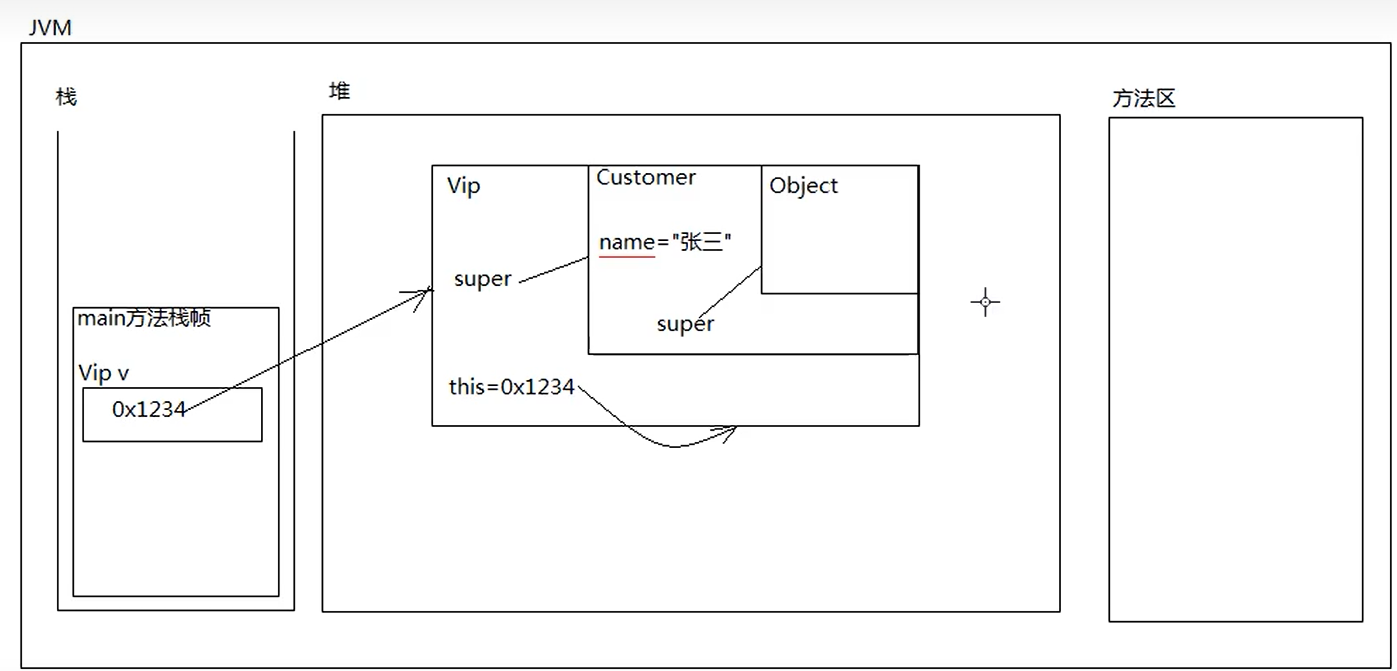 JVM
栈
堆
方法区
Vip
Customer
Object
name="张三"
super
super
main方法栈帧
Vip v
0x1234
this=0x1234